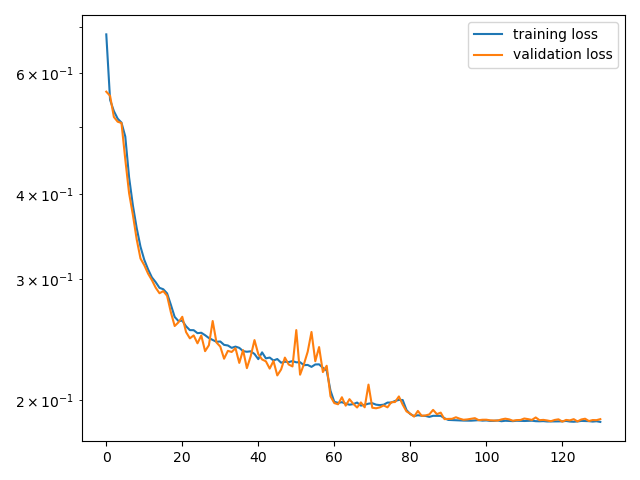 training loss
validation loss
6 × 10⁻¹
4 × 10⁻¹
3 × 10⁻¹
2 × 10⁻¹
0 20 40 60 80 100 120